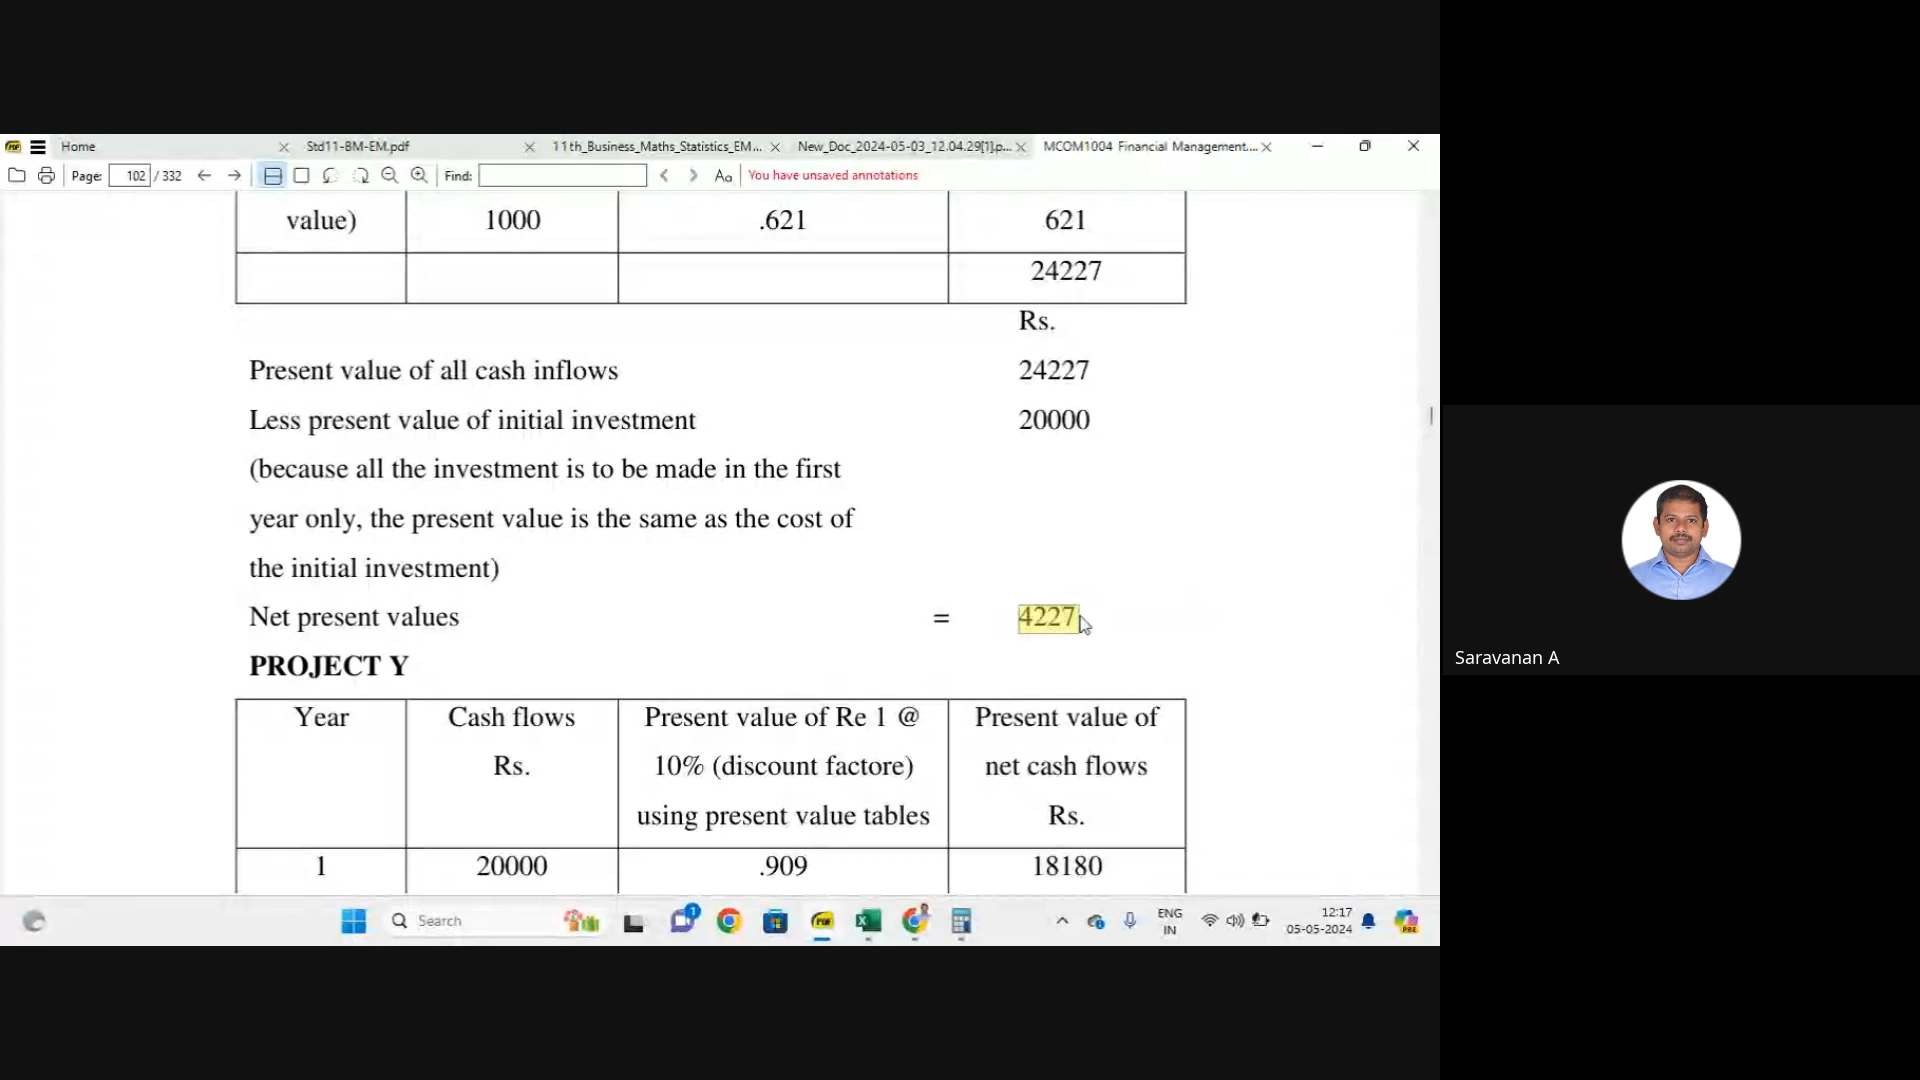 Home
Std11-BM-EM.pdf
11th_Business_Maths_Statistics_EM...
New_Doc_2024-05-03_12.04.29[1].p...
MCOM1004 Financial Management....
Page: 102 / 332
Find:
Aa
You have unsaved annotations
value) 1000 .621 621
24227
Rs.
Present value of all cash inflows 24227
Less present value of initial investment 20000
(because all the investment is to be made in the first
year only, the present value is the same as the cost of
the initial investment)
Net present values = 4227
PROJECT Y
Year Cash flows Present value of Re 1 @ Present value of
Rs. 10% (discount factore) net cash flows
using present value tables Rs.
1 20000 .909 18180
Saravanan A
Search
1
PDF
ENG
IN
12:17
05-05-2024
PRE